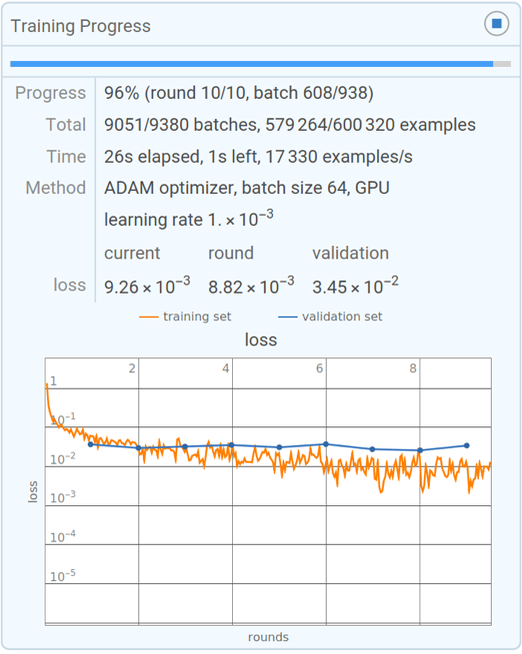 Training Progress
Progress 96% (round 10/10, batch 608/938)
Total 9051/9380 batches, 579 264/600 320 examples
Time 26s elapsed, 1s left, 17 330 examples/s
Method ADAM optimizer, batch size 64, GPU
learning rate 1. × 10⁻³
current round validation
loss 9.26 × 10⁻³ 8.82 × 10⁻³ 3.45 × 10⁻²
training set validation set
loss
2 4 6 8
1
10⁻¹
10⁻²
10⁻³
10⁻⁴
10⁻⁵
loss
rounds